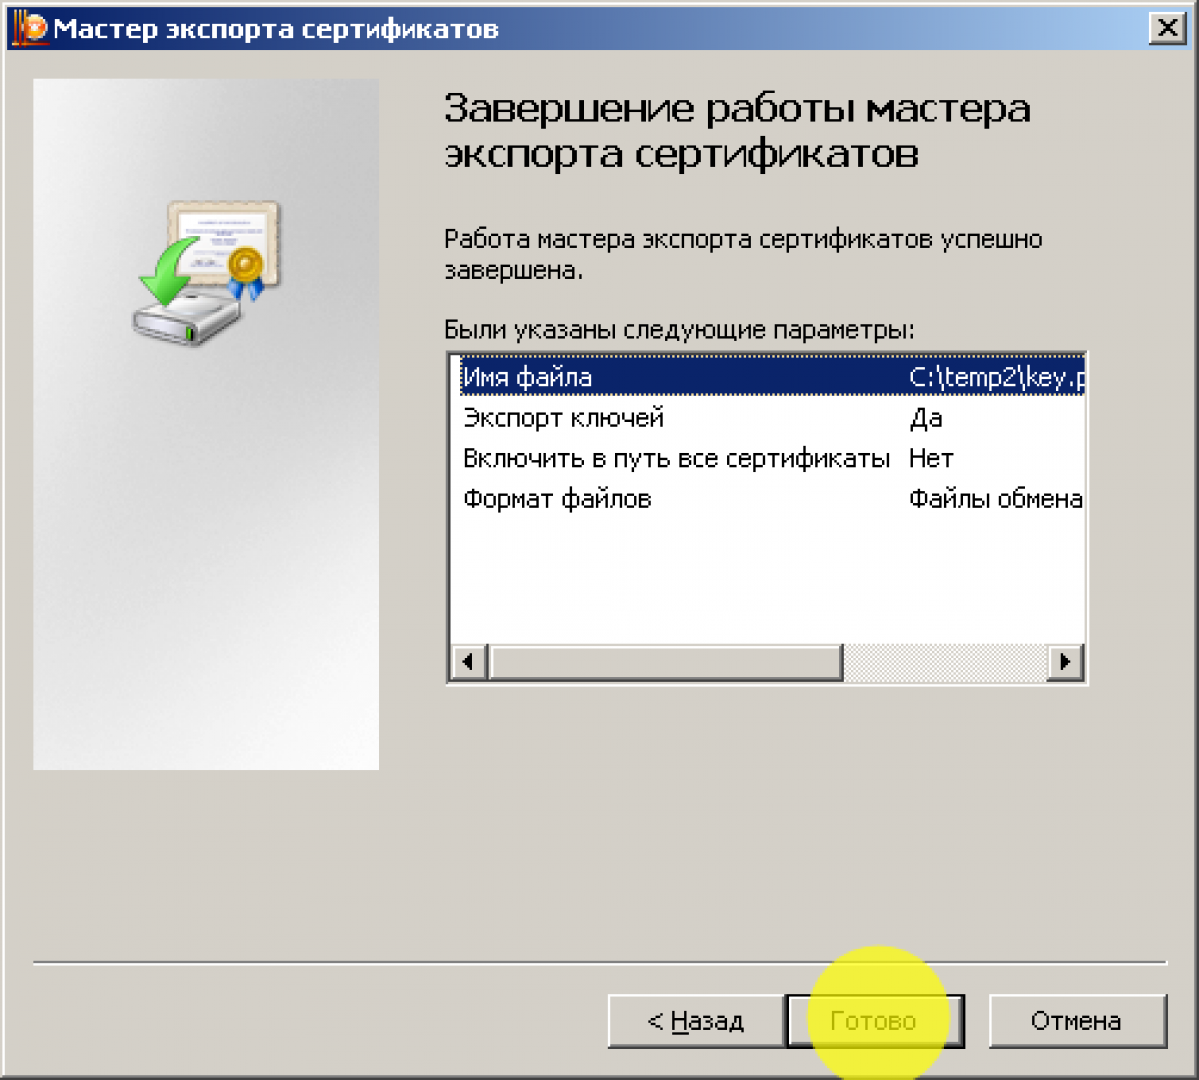 Мастер экспорта сертификатов
Завершение работы мастера
экспорта сертификатов
Работа мастера экспорта сертификатов успешно
завершена.
Были указаны следующие параметры:
Имя файла C:\temp2\key.p
Экспорт ключей Да
Включить в путь все сертификаты Нет
Формат файлов Файлы обмена
< Назад Готово Отмена